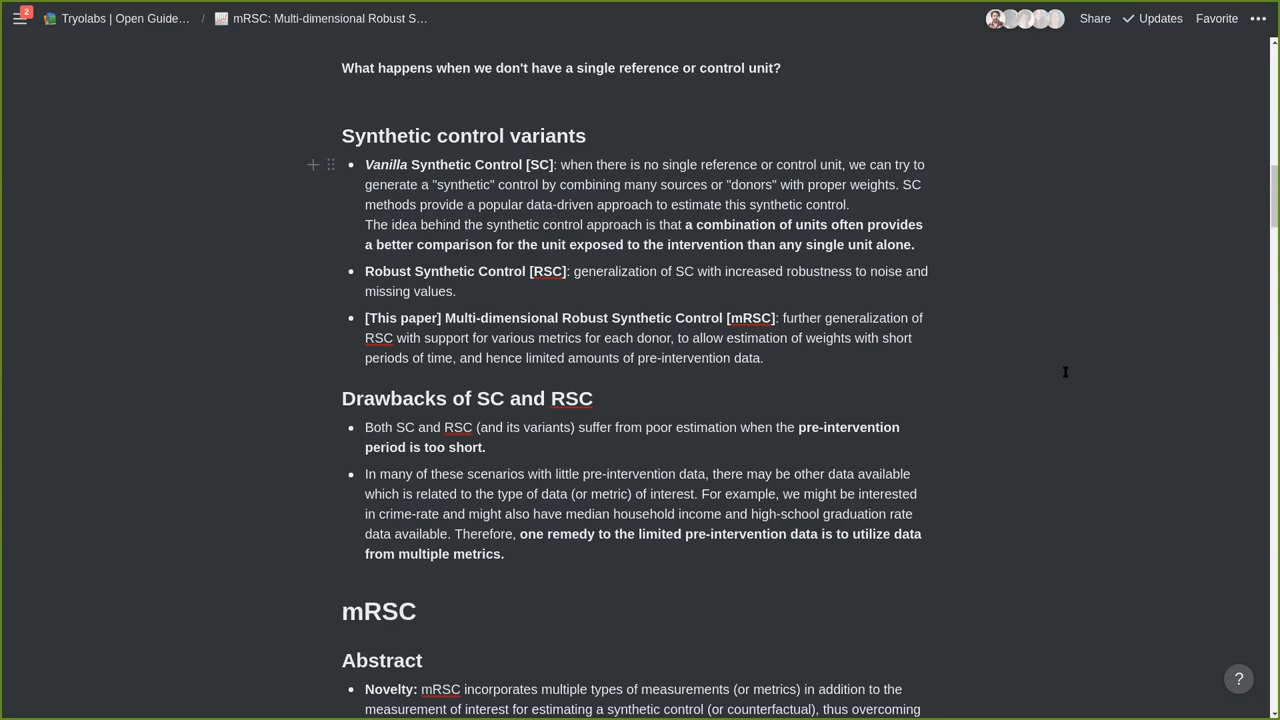 2
Tryolabs | Open Guide… / mRSC: Multi-dimensional Robust S…
Share Updates Favorite
What happens when we don't have a single reference or control unit?
Synthetic control variants
Vanilla Synthetic Control [SC]: when there is no single reference or control unit, we can try to
generate a "synthetic" control by combining many sources or "donors" with proper weights. SC
methods provide a popular data-driven approach to estimate this synthetic control.
The idea behind the synthetic control approach is that a combination of units often provides
a better comparison for the unit exposed to the intervention than any single unit alone.
Robust Synthetic Control [RSC]: generalization of SC with increased robustness to noise and
missing values.
[This paper] Multi-dimensional Robust Synthetic Control [mRSC]: further generalization of
RSC with support for various metrics for each donor, to allow estimation of weights with short
periods of time, and hence limited amounts of pre-intervention data.
Drawbacks of SC and RSC
Both SC and RSC (and its variants) suffer from poor estimation when the pre-intervention
period is too short.
In many of these scenarios with little pre-intervention data, there may be other data available
which is related to the type of data (or metric) of interest. For example, we might be interested
in crime-rate and might also have median household income and high-school graduation rate
data available. Therefore, one remedy to the limited pre-intervention data is to utilize data
from multiple metrics.
mRSC
Abstract
Novelty: mRSC incorporates multiple types of measurements (or metrics) in addition to the
measurement of interest for estimating a synthetic control (or counterfactual), thus overcoming
?